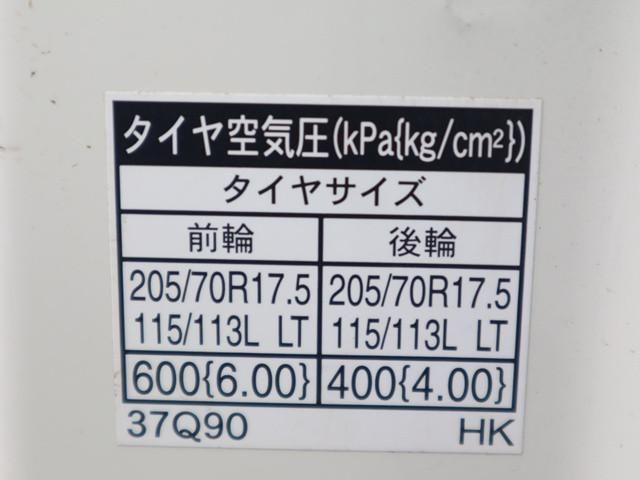 タイヤ空気圧(kPa{kg/cm²})
タイヤサイズ
前輪 後輪
205/70R17.5 205/70R17.5
115/113L LT 115/113L LT
600{6.00} 400{4.00}
37Q90 HK